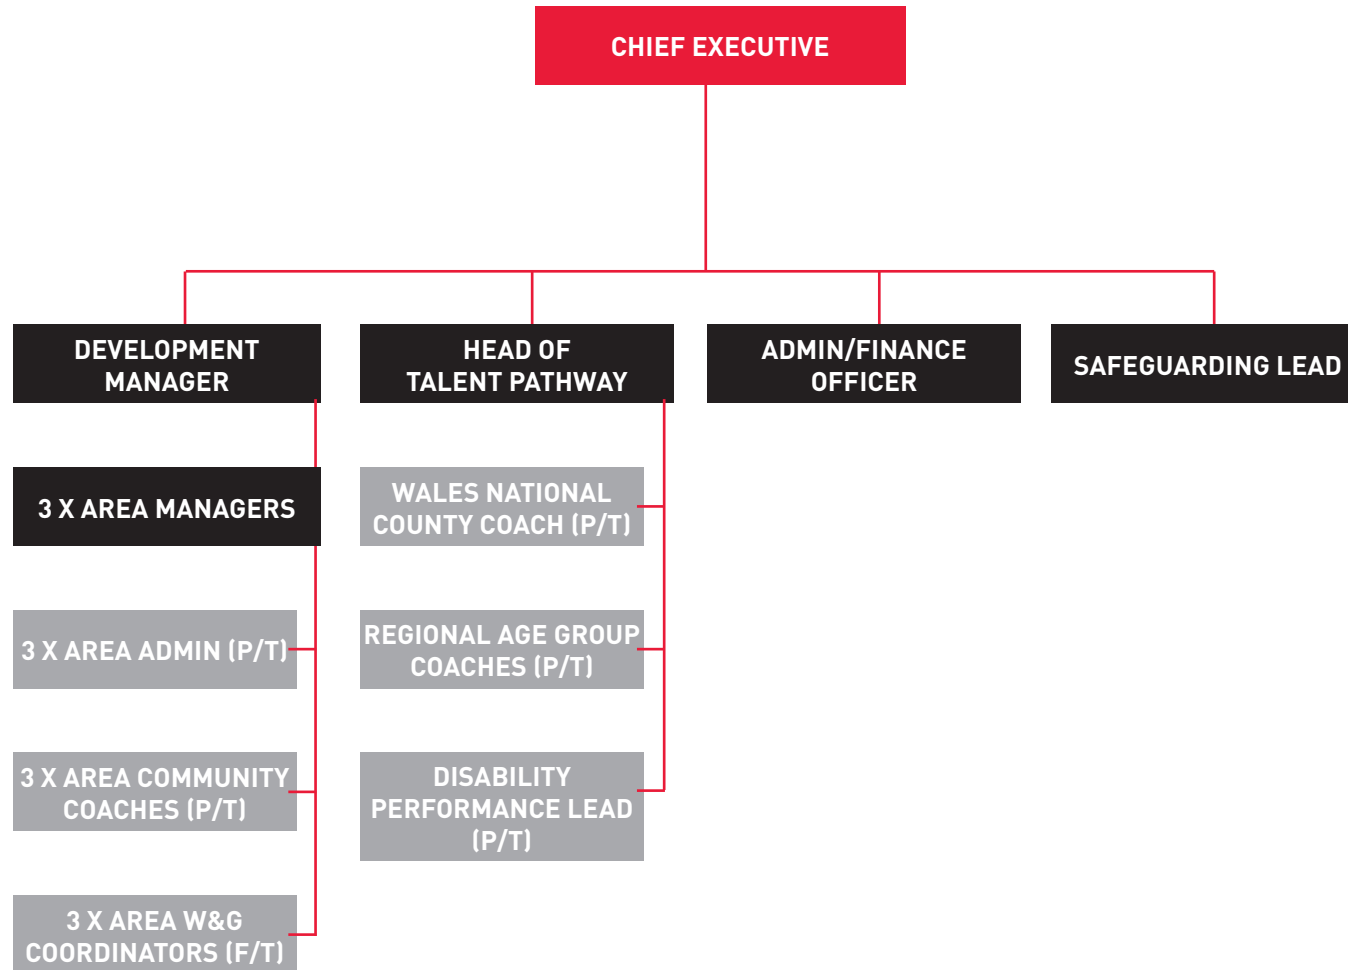 CHIEF EXECUTIVE
DEVELOPMENT
MANAGER
HEAD OF
TALENT PATHWAY
ADMIN/FINANCE
OFFICER
SAFEGUARDING LEAD
3 X AREA MANAGERS
WALES NATIONAL
COUNTY COACH (P/T)
3 X AREA ADMIN (P/T)
REGIONAL AGE GROUP
COACHES (P/T)
3 X AREA COMMUNITY
COACHES (P/T)
DISABILITY
PERFORMANCE LEAD
(P/T)
3 X AREA W&G
COORDINATORS (F/T)